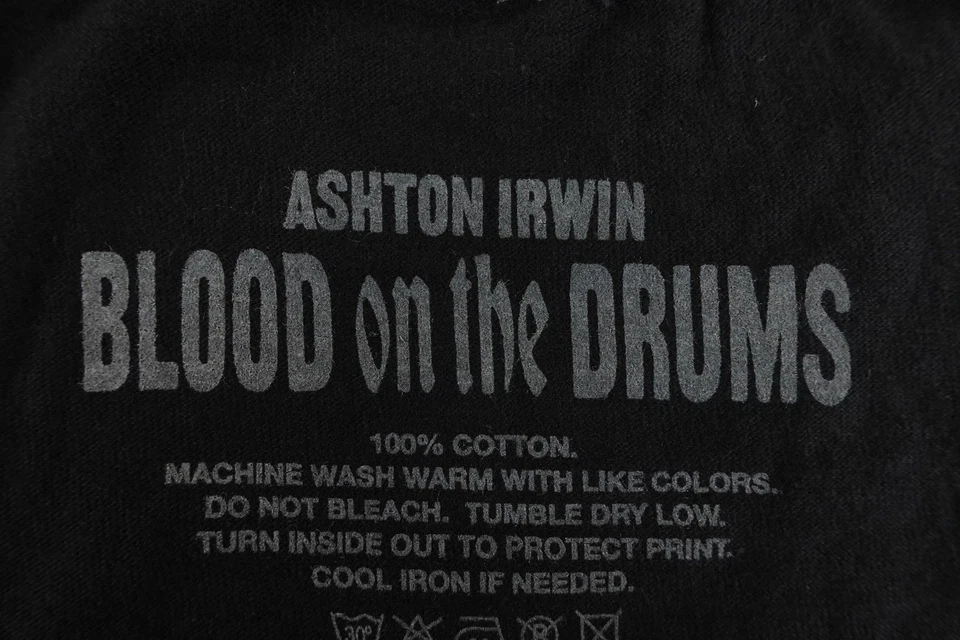 ASHTON IRWIN
BLOOD on the DRUMS
100% COTTON.
MACHINE WASH WARM WITH LIKE COLORS.
DO NOT BLEACH. TUMBLE DRY LOW.
TURN INSIDE OUT TO PROTECT PRINT.
COOL IRON IF NEEDED.
30°